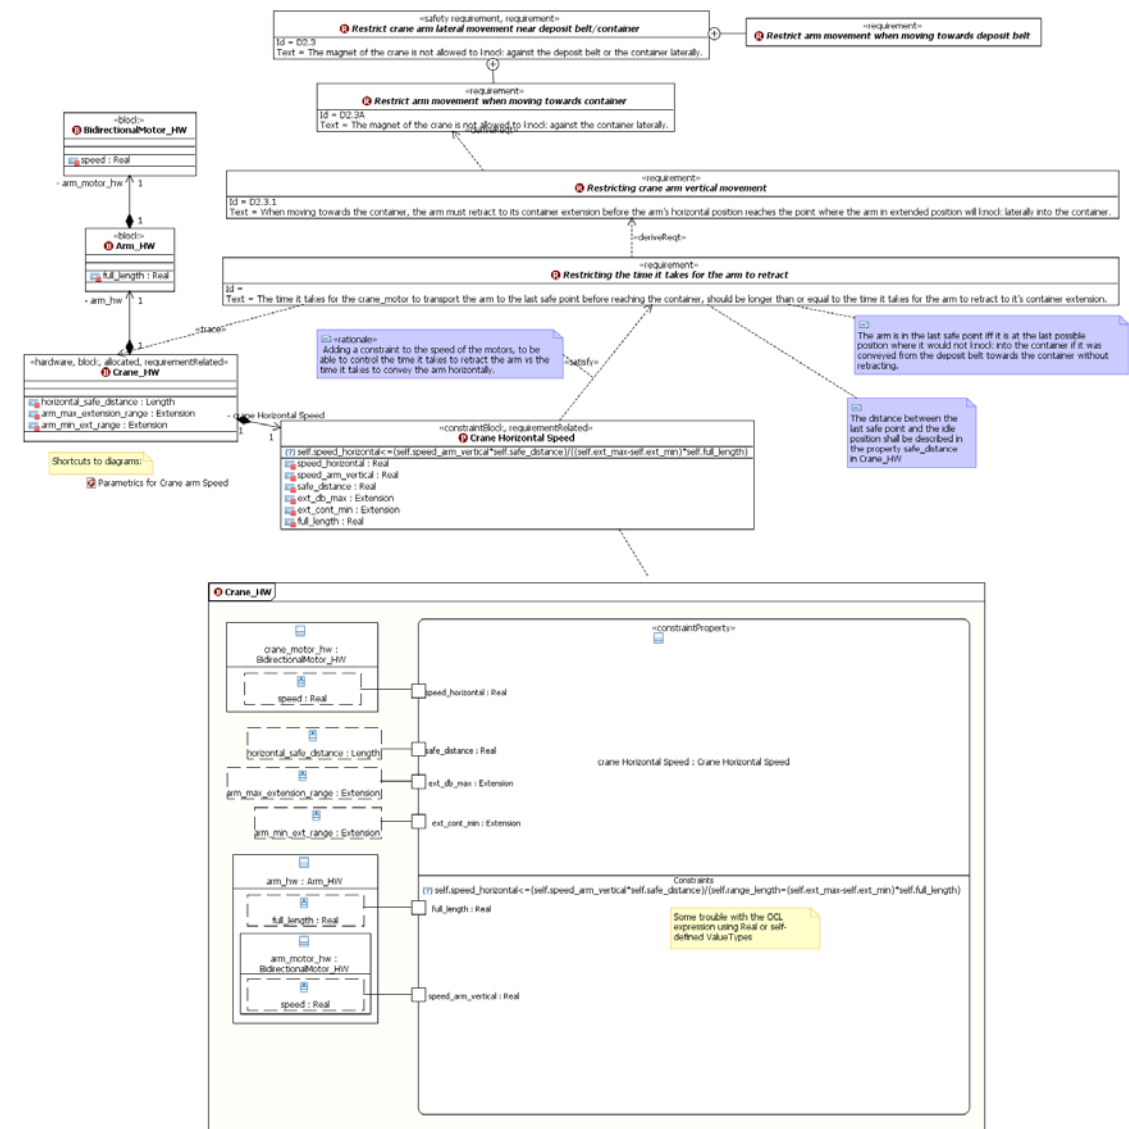 «safety requirement, requirement»
Restrict crane arm lateral movement near deposit belt/container
Id = D2.3
Text = The magnet of the crane is not allowed to knock against the deposit belt or the container laterally.
«requirement»
Restrict arm movement when moving towards deposit belt
«requirement»
Restrict arm movement when moving towards container
Id = D2.3A
Text = The magnet of the crane is not allowed to knock against the container laterally.
«deriveReqt»
«block»
BidirectionalMotor_HW
speed : Real
- arm_motor_hw
1
1
«requirement»
Restricting crane arm vertical movement
Id = D2.3.1
Text = When moving towards the container, the arm must retract to its container extension before the arm's horizontal position reaches the point where the arm in extended position will knock laterally into the container.
«deriveReqt»
«block»
Arm_HW
full_length : Real
- arm_hw
1
1
«requirement»
Restricting the time it takes for the arm to retract
Id =
Text = The time it takes for the crane_motor to transport the arm to the last safe point before reaching the container, should be longer than or equal to the time it takes for the arm to retract to it's container extension.
«trace»
«rationale»
Adding a constraint to the speed of the motors, to be
able to control the time it takes to retract the arm vs the
time it takes to convey the arm horizontally.
«satisfy»
The arm is in the last safe point iff it is at the last possible
position where it would not knock into the container if it was
conveyed from the deposit belt towards the container without
retracting.
«hardware, block, allocated, requirementRelated»
Crane_HW
horizontal_safe_distance : Length
arm_max_extension_range : Extension
arm_min_ext_range : Extension
- crane Horizontal Speed
1
1
The distance between the
last safe point and the idle
position shall be described in
the property safe_distance
in Crane_HW
«constraintBlock, requirementRelated»
Crane Horizontal Speed
{?} self.speed_horizontal<=(self.speed_arm_vertical*self.safe_distance)/((self.ext_max-self.ext_min)*self.full_length)
speed_horizontal : Real
speed_arm_vertical : Real
safe_distance : Real
ext_db_max : Extension
ext_cont_min : Extension
full_length : Real
Shortcuts to diagrams:
Parametrics for Crane arm Speed
Crane_HW
crane_motor_hw :
BidirectionalMotor_HW
speed : Real
«constraintProperty»
speed_horizontal : Real
horizontal_safe_distance : Length
safe_distance : Real
crane Horizontal Speed : Crane Horizontal Speed
arm_max_extension_range : Extension
ext_db_max : Extension
arm_min_ext_range : Extension
ext_cont_min : Extension
arm_hw : Arm_HW
Constraints
{?} self.speed_horizontal<=(self.speed_arm_vertical*self.safe_distance)/(self.range_length=(self.ext_max-self.ext_min)*self.full_length)
full_length : Real
full_length : Real
Some trouble with the OCL
expression using Real or self-
defined ValueTypes
arm_motor_hw :
BidirectionalMotor_HW
speed : Real
speed_arm_vertical : Real